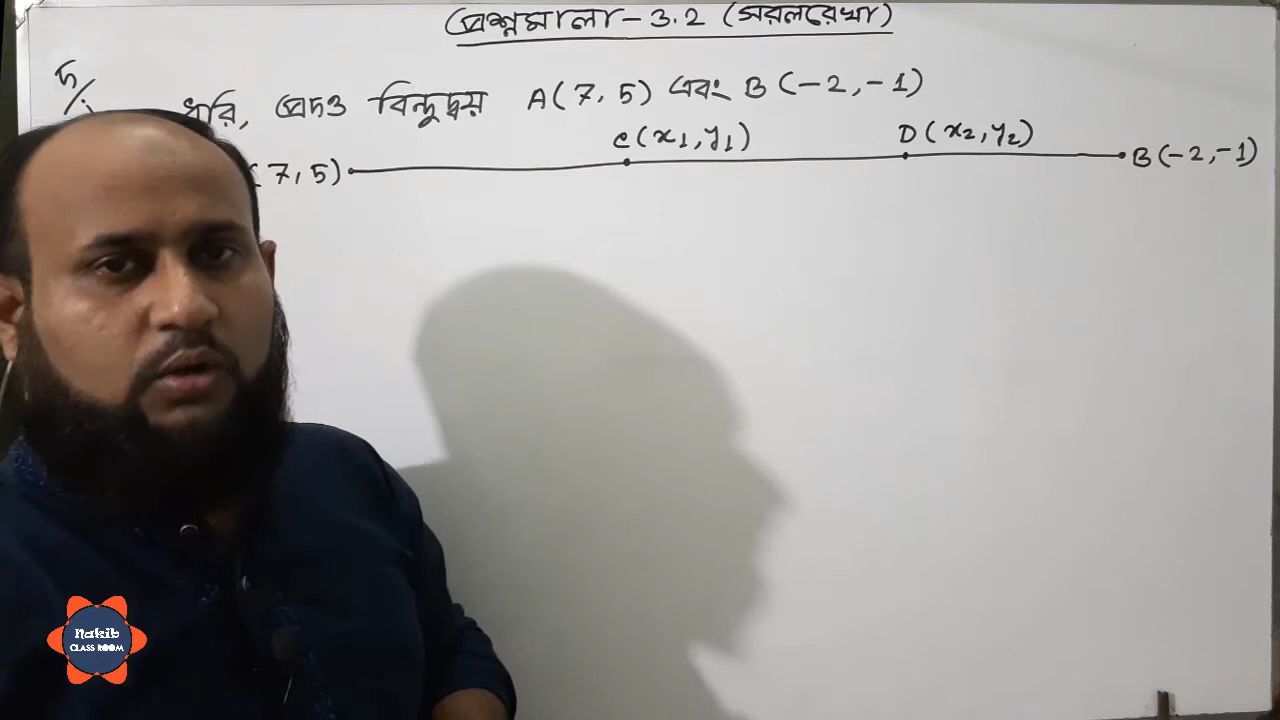 প্রশ্নমালা - 3.2 (সরলরেখা)
৮/.
ধরি, প্রদত্ত বিন্দুদ্বয় A(7, 5) এবং B(-2, -1)
C(x₁, y₁) D(x₂, y₂)
(7, 5) B(-2, -1)
Nakib
CLASS ROOM